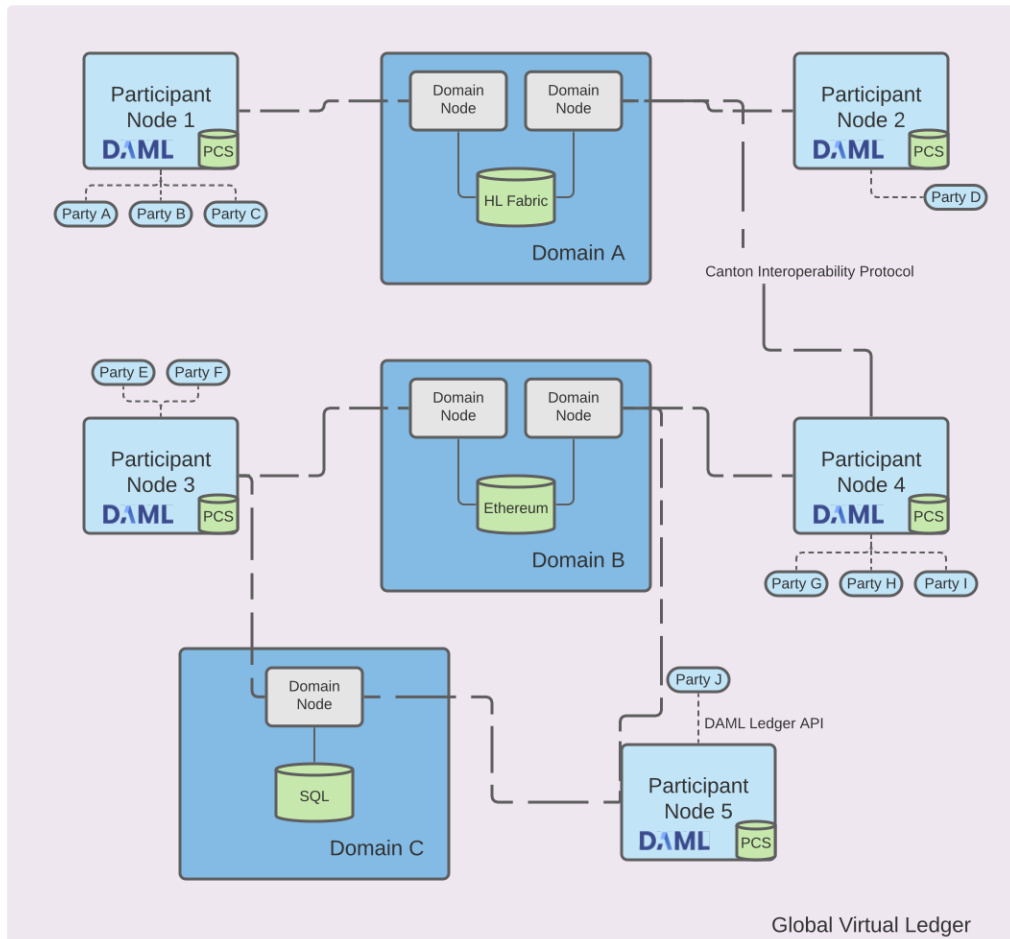 Participant
Node 1
DAML
PCS
Party A
Party B
Party C
Domain
Node
Domain
Node
HL Fabric
Domain A
Participant
Node 2
DAML
PCS
Party D
Canton Interoperability Protocol
Party E
Party F
Participant
Node 3
DAML
PCS
Domain
Node
Domain
Node
Ethereum
Domain B
Participant
Node 4
DAML
PCS
Party G
Party H
Party I
Domain
Node
SQL
Domain C
Party J
DAML Ledger API
Participant
Node 5
DAML
PCS
Global Virtual Ledger